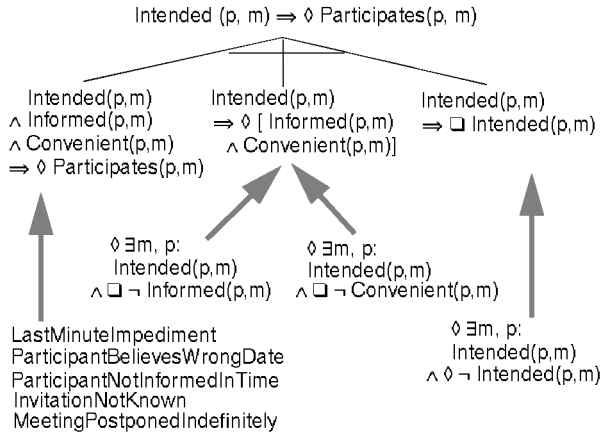 Intended (p, m) ⇒ ◊ Participates(p, m)
Intended(p,m)
∧ Informed(p,m)
∧ Convenient(p,m)
⇒ ◊ Participates(p,m)
Intended(p,m)
⇒ ◊ [ Informed(p,m)
∧ Convenient(p,m)]
Intended(p,m)
⇒ ❑ Intended(p,m)
◊ ∃m, p:
Intended(p,m)
∧ ❑ ¬ Informed(p,m)
◊ ∃m, p:
Intended(p,m)
∧ ❑ ¬ Convenient(p,m)
LastMinuteImpediment
ParticipantBelievesWrongDate
ParticipantNotInformedInTime
InvitationNotKnown
MeetingPostponedIndefinitely
◊ ∃m, p:
Intended(p,m)
∧ ◊ ¬ Intended(p,m)